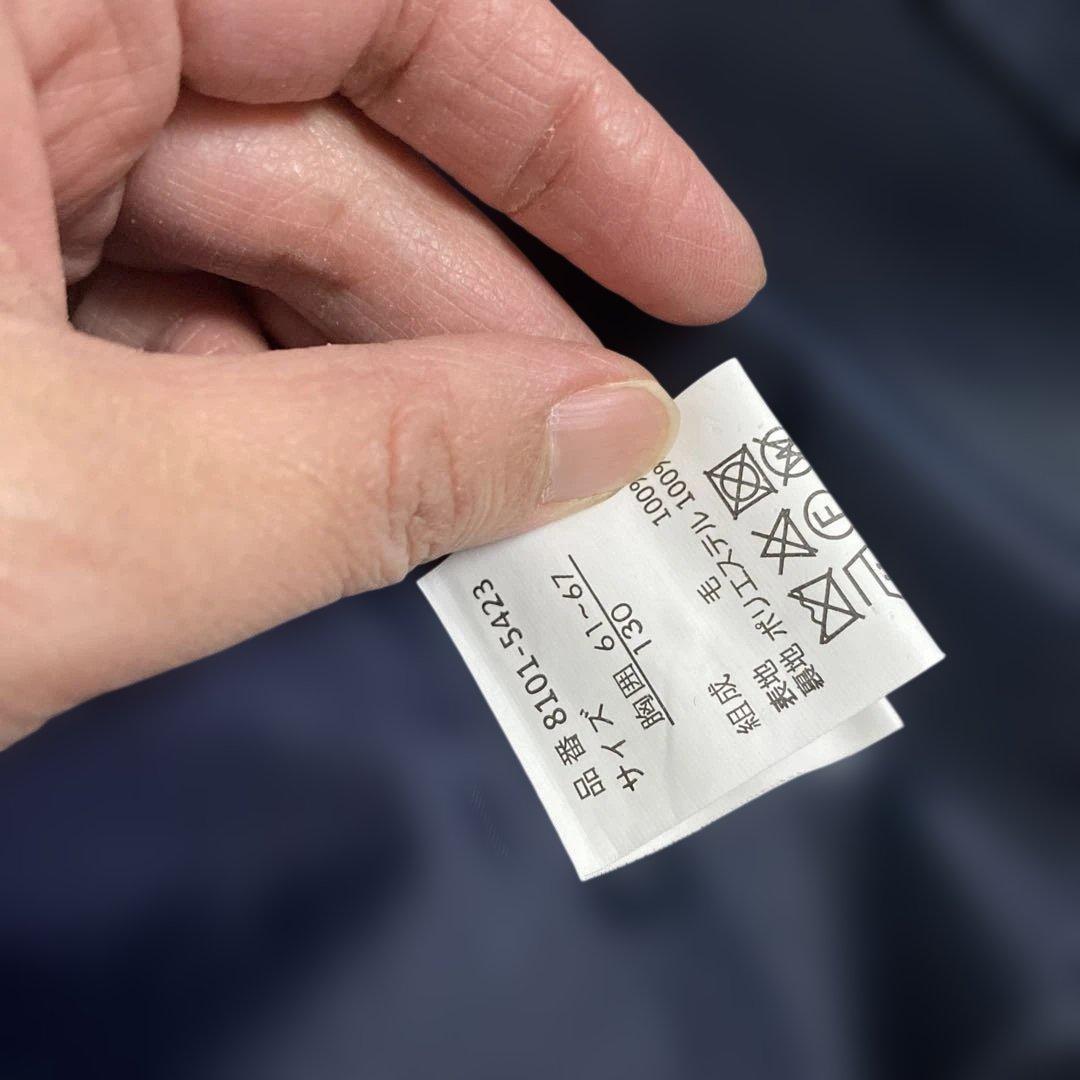 品番 8101-5423
サイズ
胸囲 61~67
130
組成
表地 毛 100%
裏地 ポリエステル 100%
F